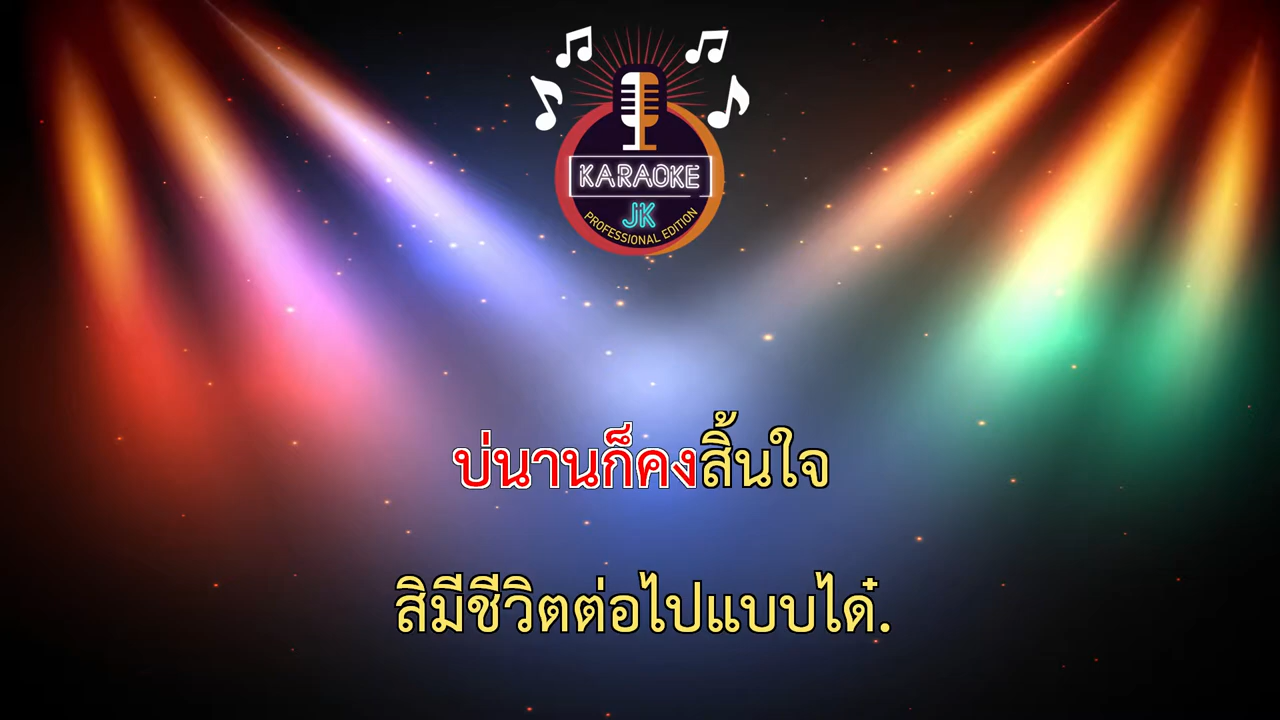 KARAOKE
JK
PROFESSIONAL EDITION
บ่นานก็คงสิ้นใจ
สิมีชีวิตต่อไปแบบได๋.